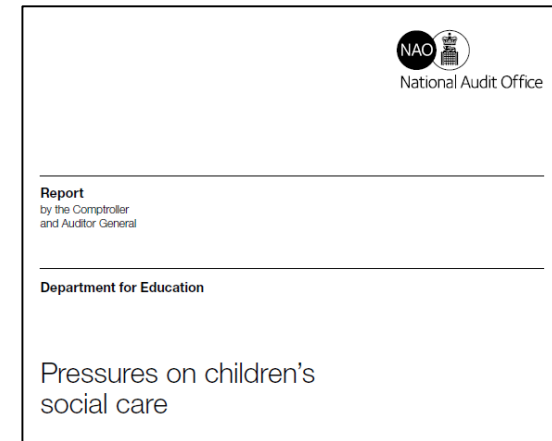 NAO
National Audit Office
Report
by the Comptroller
and Auditor General
Department for Education
Pressures on children's
social care